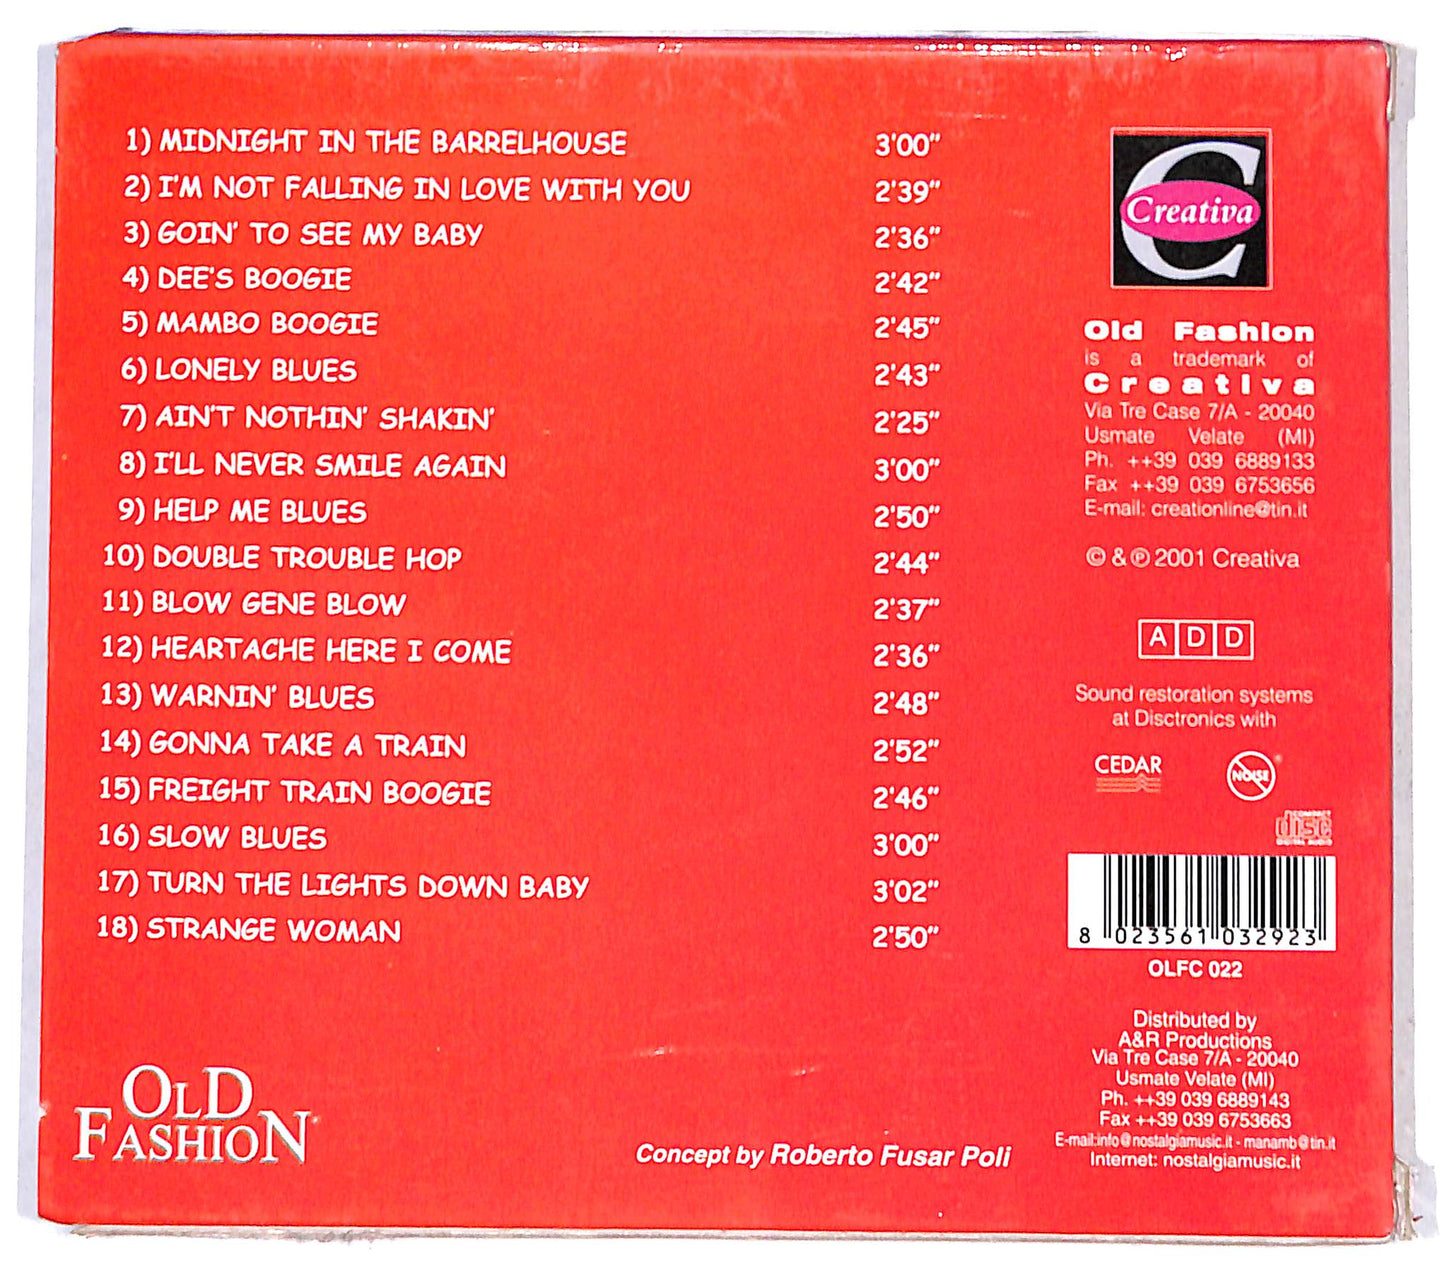 1) MIDNIGHT IN THE BARRELHOUSE 3'00"
2) I'M NOT FALLING IN LOVE WITH YOU 2'39"
3) GOIN' TO SEE MY BABY 2'36"
4) DEE'S BOOGIE 2'42"
5) MAMBO BOOGIE 2'45"
6) LONELY BLUES 2'43"
7) AIN'T NOTHIN' SHAKIN' 2'25"
8) I'LL NEVER SMILE AGAIN 3'00"
9) HELP ME BLUES 2'50"
10) DOUBLE TROUBLE HOP 2'44"
11) BLOW GENE BLOW 2'37"
12) HEARTACHE HERE I COME 2'36"
13) WARNIN' BLUES 2'48"
14) GONNA TAKE A TRAIN 2'52"
15) FREIGHT TRAIN BOOGIE 2'46"
16) SLOW BLUES 3'00"
17) TURN THE LIGHTS DOWN BABY 3'02"
18) STRANGE WOMAN 2'50"
OLD
FASHION
Concept by Roberto Fusar Poli
C
Creativa
Old Fashion
is a trademark of
Creativa
Via Tre Case 7/A - 20040
Usmate Velate (MI)
Ph. ++39 039 6889133
Fax ++39 039 6753656
E-mail: creationline@tin.it
© & ℗ 2001 Creativa
A D D
Sound restoration systems
at Disctronics with
CEDAR
NOISE
COMPACT
disc
DIGITAL AUDIO
8 023561 032923
OLFC 022
Distributed by
A&R Productions
Via Tre Case 7/A - 20040
Usmate Velate (MI)
Ph. ++39 039 6889143
Fax ++39 039 6753663
E-mail:info@nostalgiamusic.it - manamb@tin.it
Internet: nostalgiamusic.it